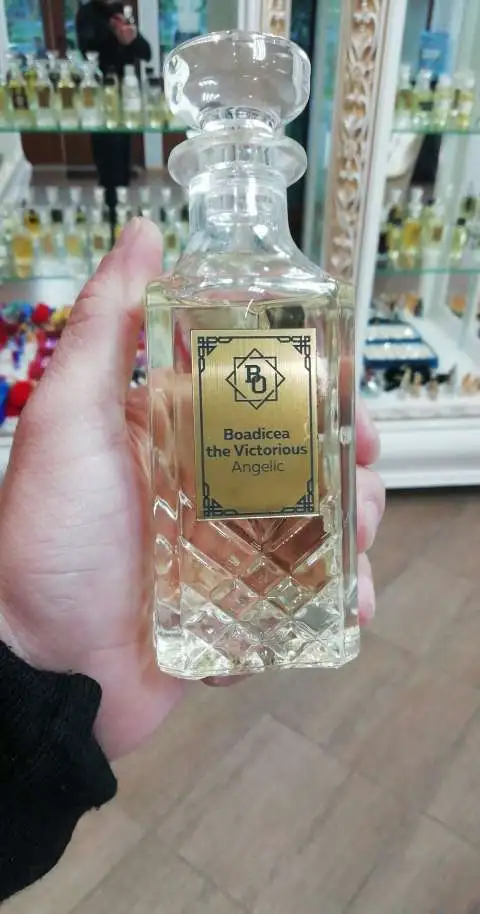 BO
Boadicea
the Victorious
Angelic